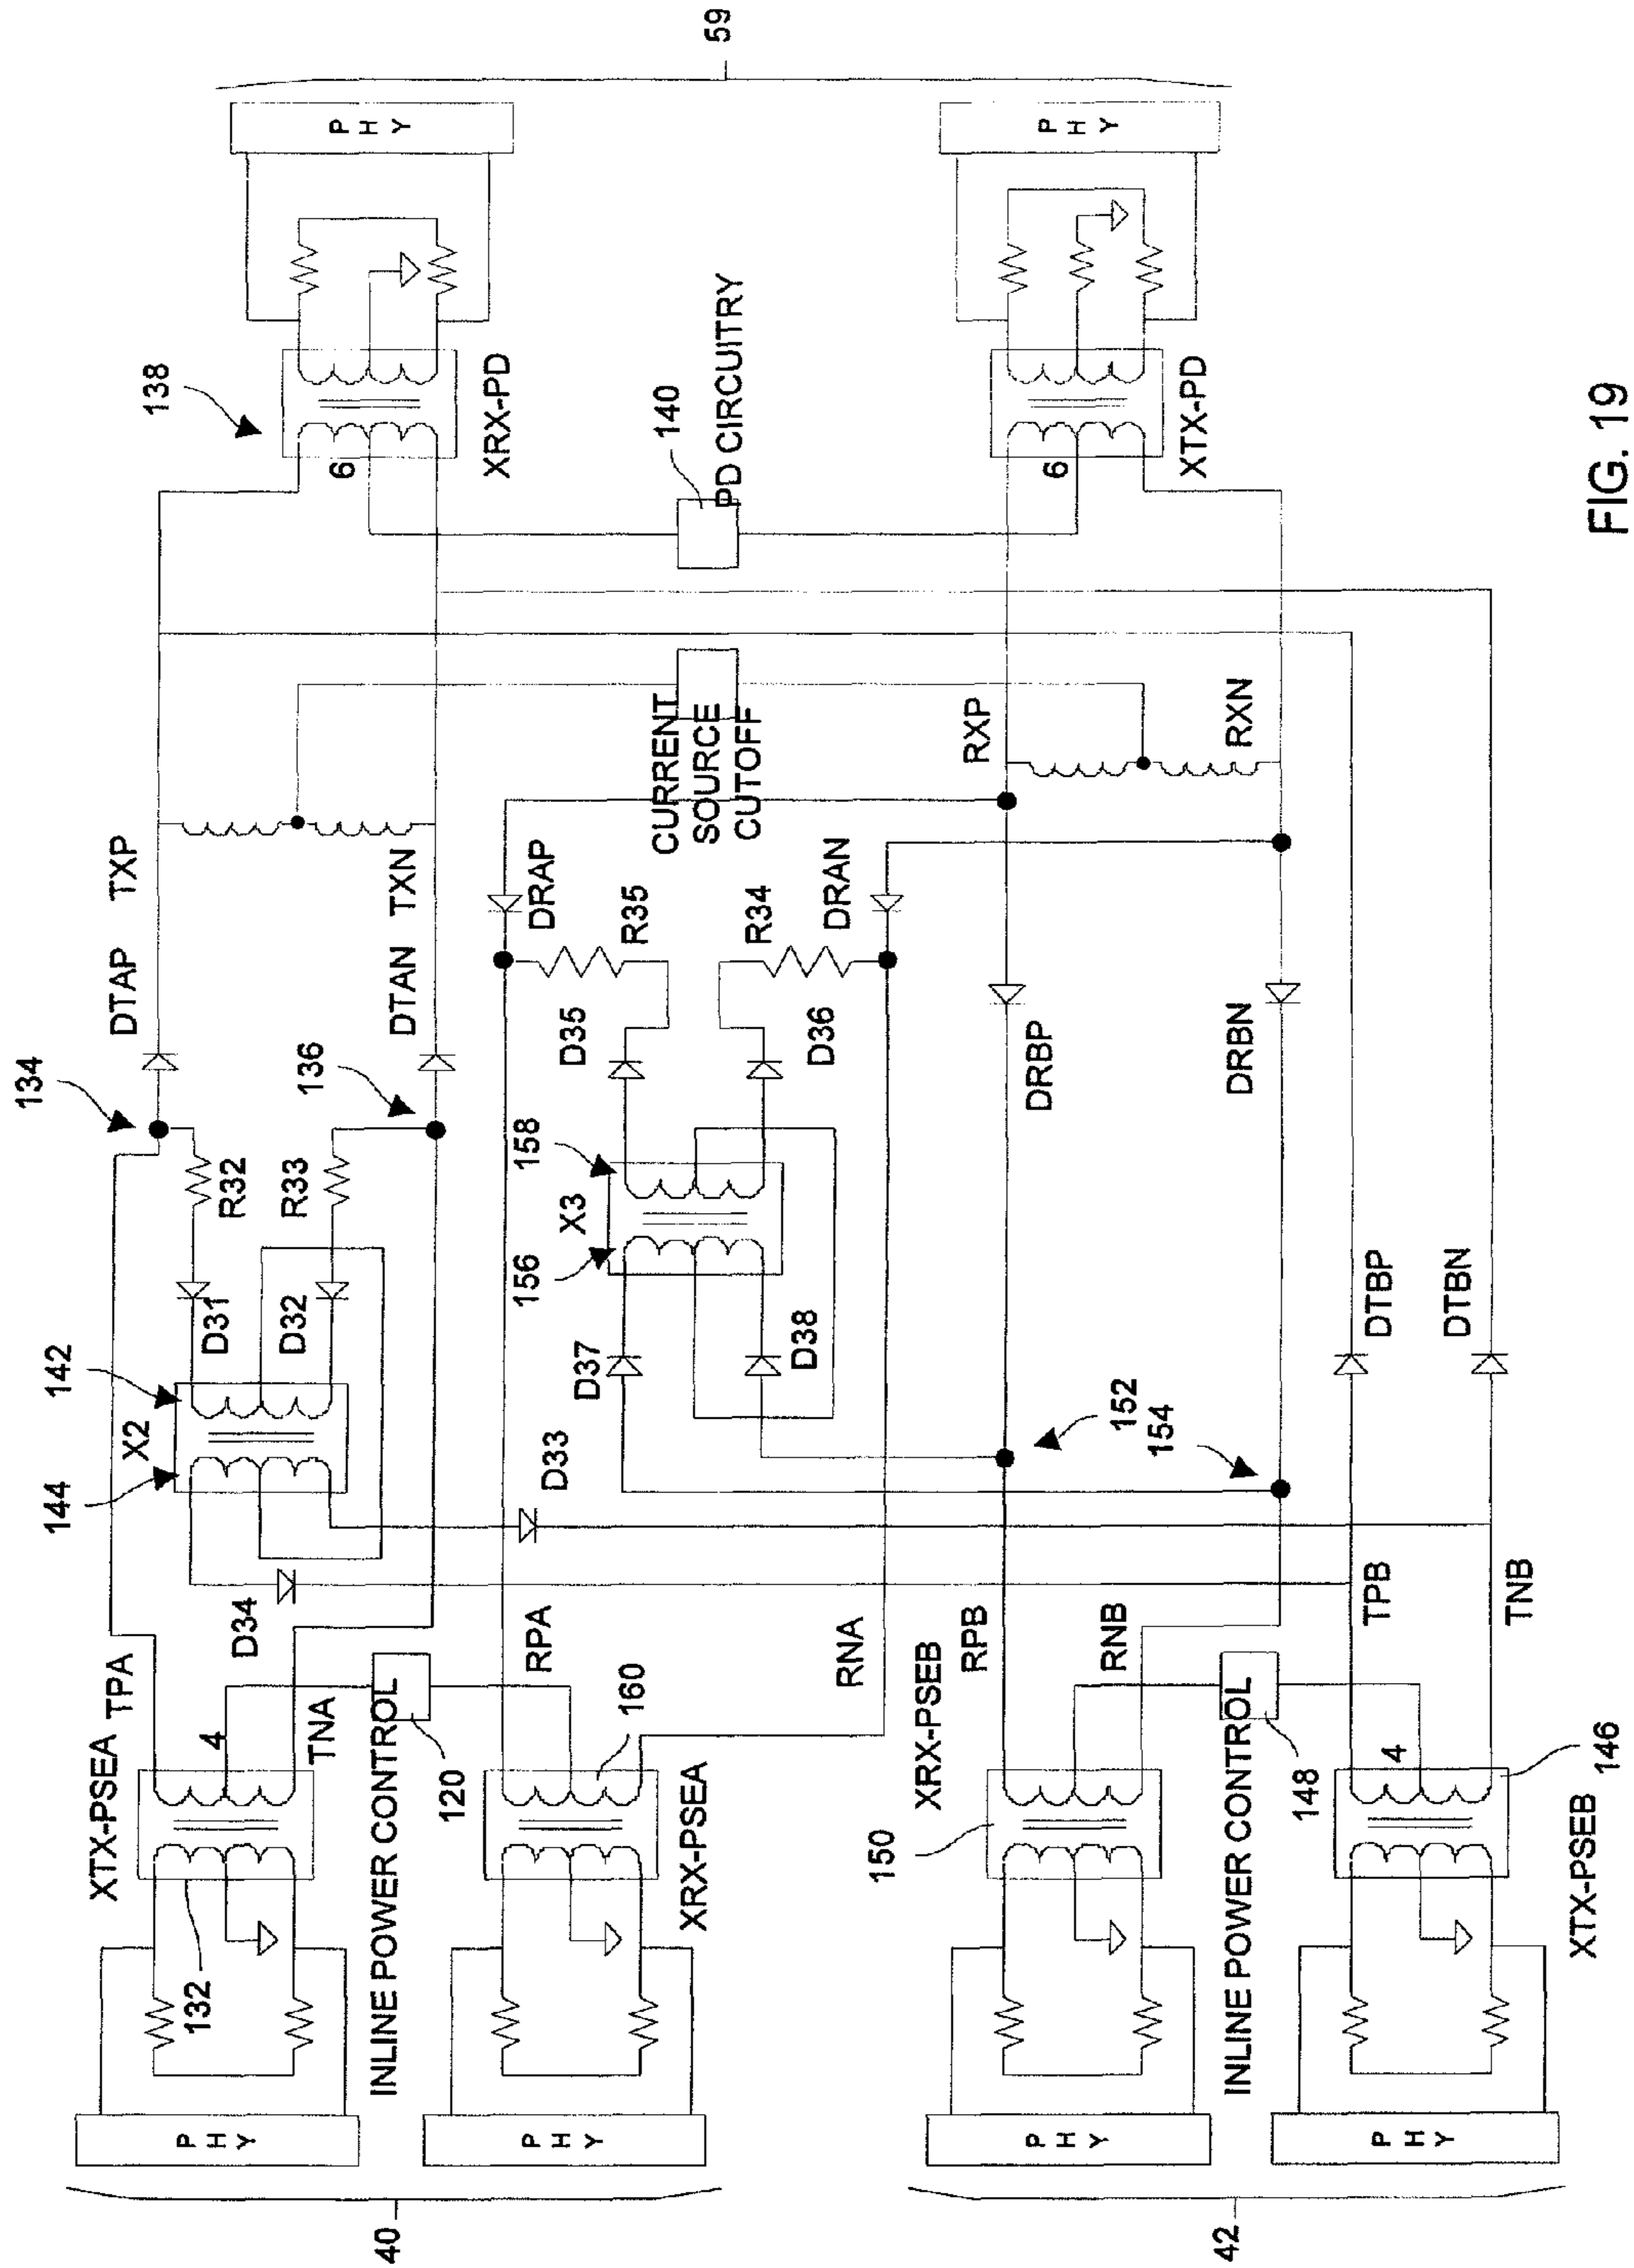 59
PHY
PHY
138
XRX-PD
6
140
PD CIRCUITRY
6
XTX-PD
FIG. 19
CURRENT
SOURCE
CUTOFF
RXP
RXN
DTAP TXP
DTAN TXN
DRAP
R35
R34
DRAN
134
136
D35
D36
DRBP
DRBN
R32
R33
158
X3
156
D31
D32
D37
D38
DTBP
DTBN
142
X2
144
D33
152
154
D34
XTX-PSEA
TPA
4
TNA
RPA
RNA
160
XRX-PSEB
RPB
RNB
TPB
TNB
132
INLINE POWER CONTROL
120
XRX-PSEA
150
INLINE POWER CONTROL
148
4
146
XTX-PSEB
PHY
PHY
PHY
PHY
40
42